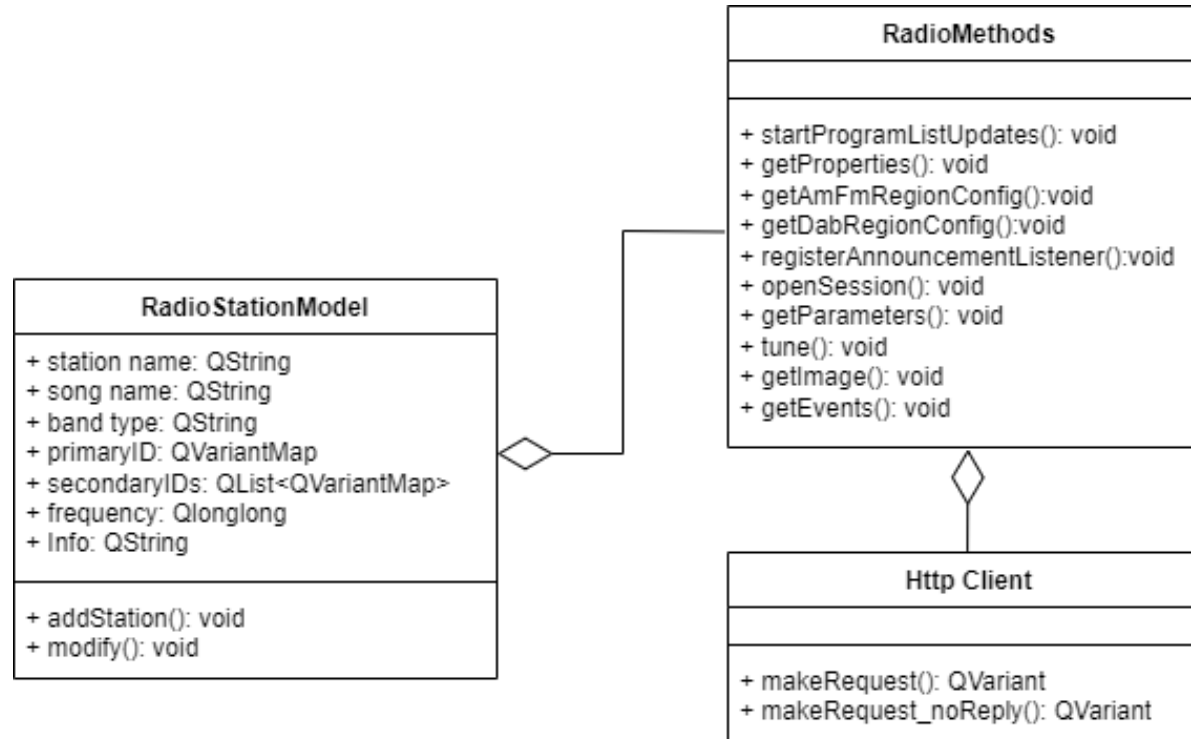 RadioMethods
+ startProgramListUpdates(): void
+ getProperties(): void
+ getAmFmRegionConfig():void
+ getDabRegionConfig():void
+ registerAnnouncementListener():void
+ openSession(): void
+ getParameters(): void
+ tune(): void
+ getImage(): void
+ getEvents(): void
RadioStationModel
+ station name: QString
+ song name: QString
+ band type: QString
+ primaryID: QVariantMap
+ secondaryIDs: QList<QVariantMap>
+ frequency: Qlonglong
+ Info: QString
+ addStation(): void
+ modify(): void
Http Client
+ makeRequest(): QVariant
+ makeRequest_noReply(): QVariant